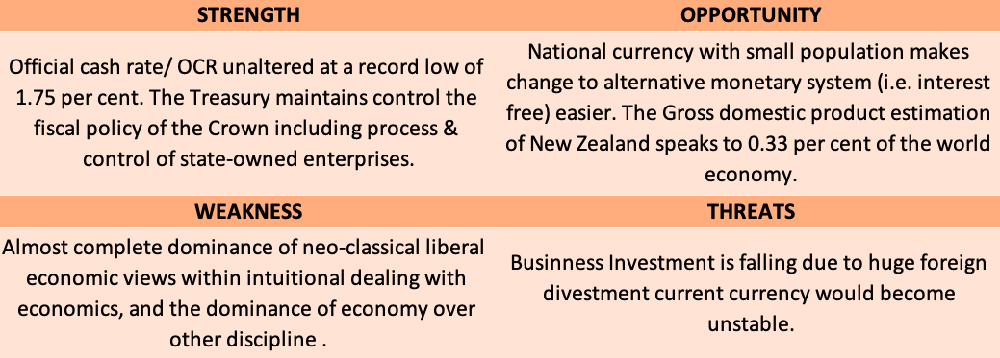 STRENGTH
Official cash rate/ OCR unaltered at a record low of
1.75 per cent. The Treasury maintains control the
fiscal policy of the Crown including process &
control of state-owned enterprises.
OPPORTUNITY
National currency with small population makes
change to alternative monetary system (i.e. interest
free) easier. The Gross domestic product estimation
of New Zealand speaks to 0.33 per cent of the world
economy.
WEAKNESS
Almost complete dominance of neo-classical liberal
economic views within intuitional dealing with
economics, and the dominance of economy over
other discipline .
THREATS
Businness Investment is falling due to huge foreign
divestment current currency would become
unstable.